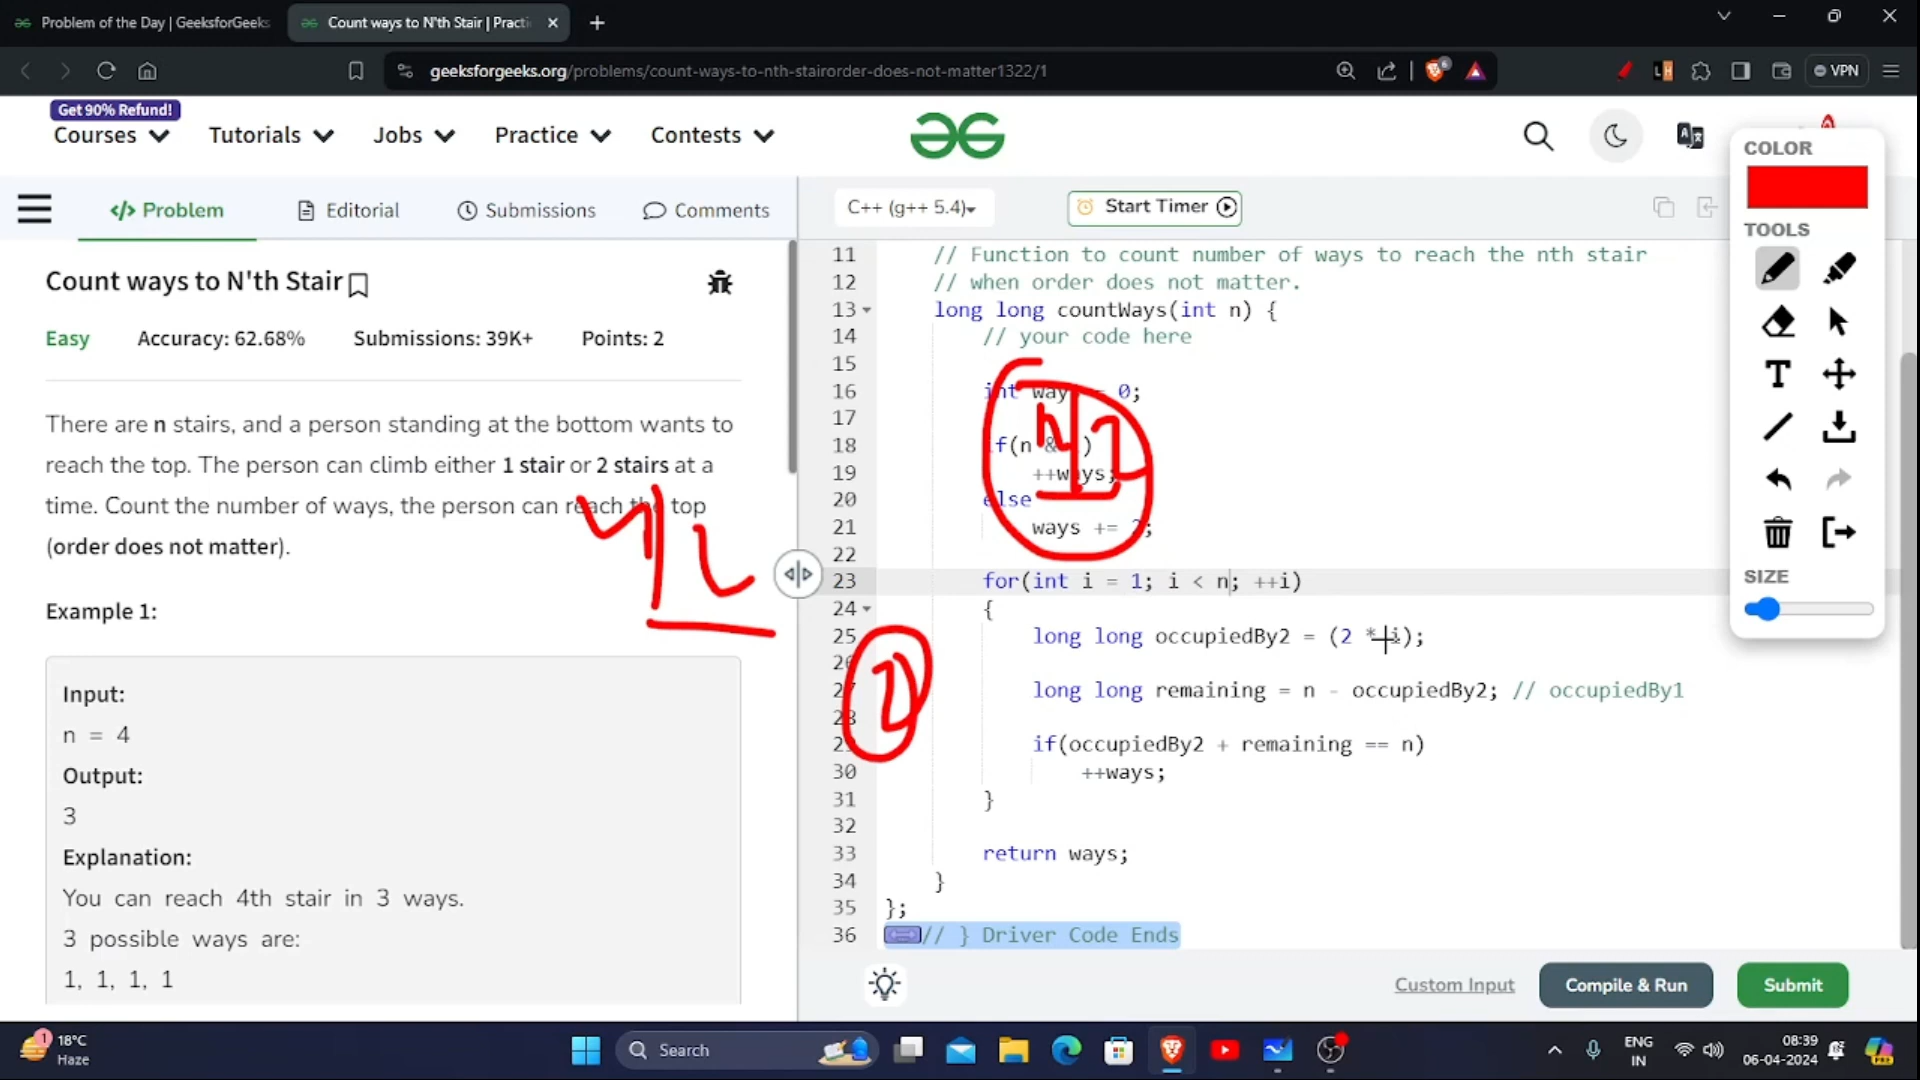 Problem of the Day | GeeksforGeeks
Count ways to N'th Stair | Practi
geeksforgeeks.org/problems/count-ways-to-nth-stairorder-does-not-matter1322/1
6
LH
VPN
Get 90% Refund!
Courses
Tutorials
Jobs
Practice
Contests
Problem
Editorial
Submissions
Comments
C++ (g++ 5.4)
Start Timer
COLOR
TOOLS
T
SIZE
Count ways to N'th Stair
Easy
Accuracy: 62.68%
Submissions: 39K+
Points: 2
There are n stairs, and a person standing at the bottom wants to
reach the top. The person can climb either 1 stair or 2 stairs at a
time. Count the number of ways, the person can reach the top
(order does not matter).
Example 1:
Input:
n = 4
Output:
3
Explanation:
You can reach 4th stair in 3 ways.
3 possible ways are:
1, 1, 1, 1
11 // Function to count number of ways to reach the nth stair
12 // when order does not matter.
13 long long countWays(int n) {
14 // your code here
15
16 int ways = 0;
17
18 if(n & )
19 ++ways;
20 else
21 ways += 2;
22
23 for(int i = 1; i < n; ++i)
24 {
25 long long occupiedBy2 = (2 * i);
26
27 long long remaining = n - occupiedBy2; // occupiedBy1
28
29 if(occupiedBy2 + remaining == n)
30 ++ways;
31 }
32
33 return ways;
34 }
35 };
36 // } Driver Code Ends
n/2
4/2
2
Custom Input
Compile & Run
Submit
1
18°C
Haze
Search
ENG
IN
08:39
06-04-2024